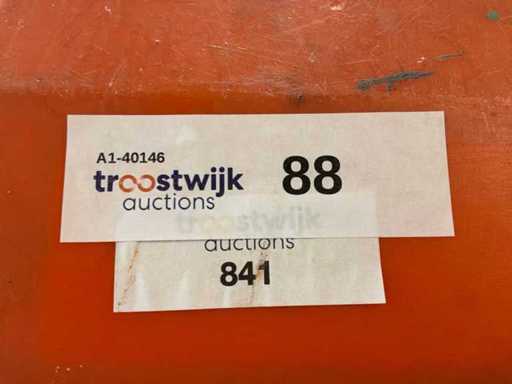 A1-40146
troostwijk 88
auctions
troostwijk
auctions
841